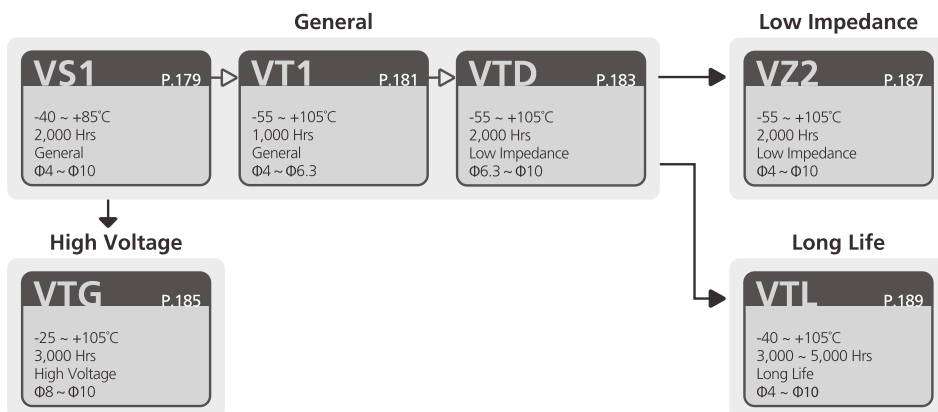 General
VS1 P.179
-40 ~ +85°C
2,000 Hrs
General
Φ4 ~ Φ10
VT1 P.181
-55 ~ +105°C
1,000 Hrs
General
Φ4 ~ Φ6.3
VTD P.183
-55 ~ +105°C
2,000 Hrs
Low Impedance
Φ6.3 ~ Φ10
Low Impedance
VZ2 P.187
-55 ~ +105°C
2,000 Hrs
Low Impedance
Φ4 ~ Φ10
High Voltage
VTG P.185
-25 ~ +105°C
3,000 Hrs
High Voltage
Φ8 ~ Φ10
Long Life
VTL P.189
-40 ~ +105°C
3,000 ~ 5,000 Hrs
Long Life
Φ4 ~ Φ10